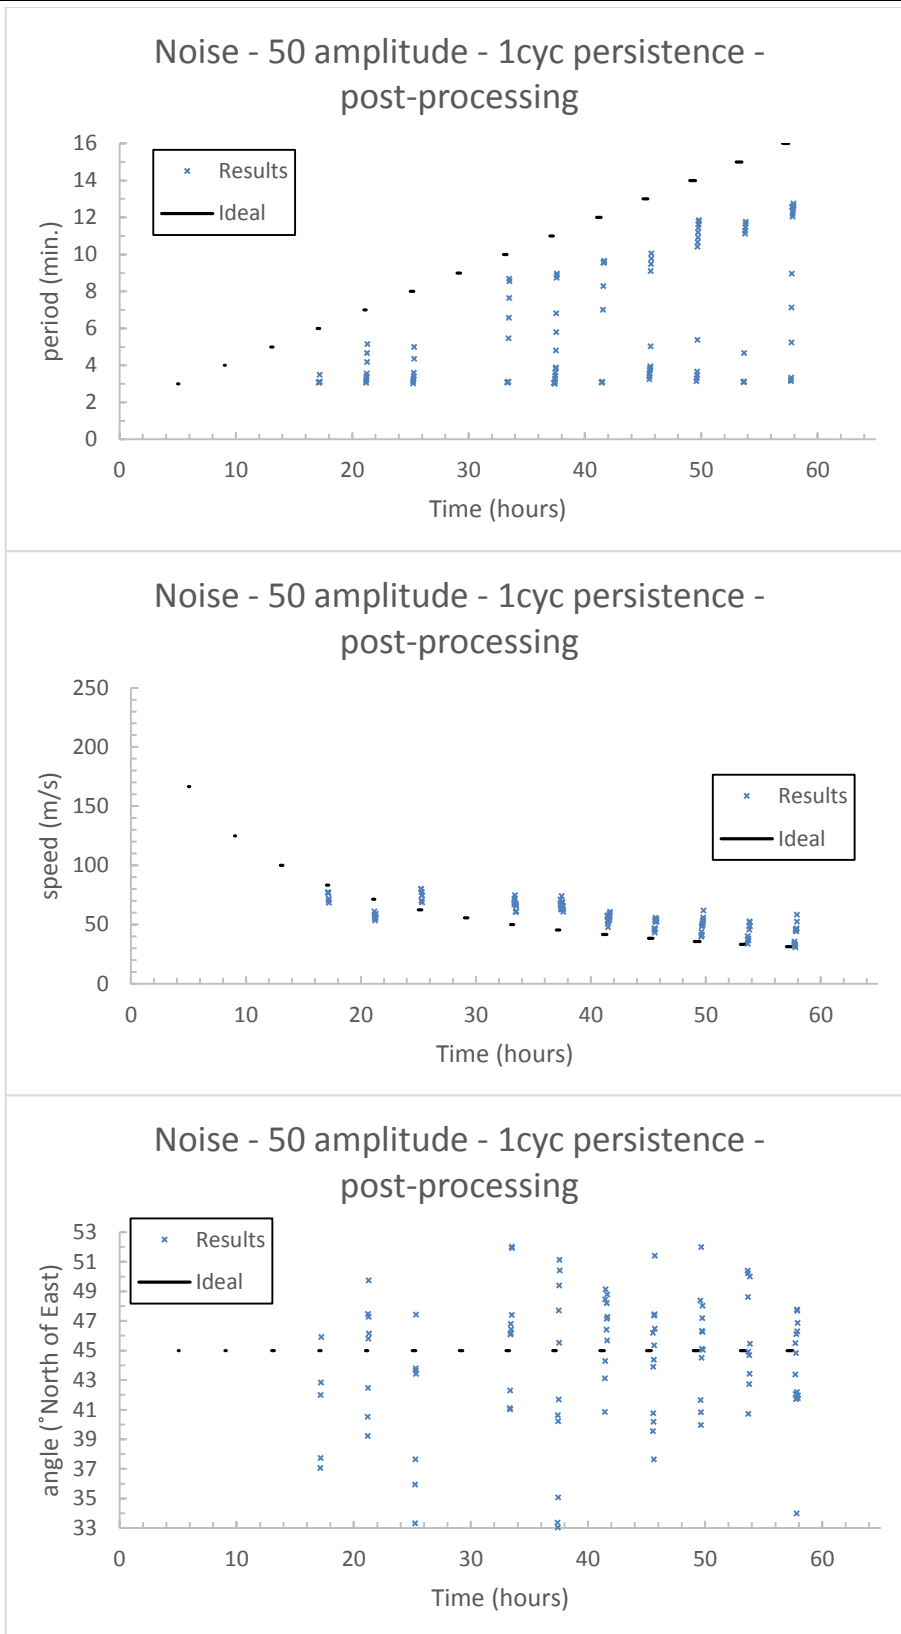 Noise - 50 amplitude - 1cyc persistence -
post-processing
16
14
12
10
8
6
4
2
0
period (min.)
Results
Ideal
0 10 20 30 40 50 60
Time (hours)
Noise - 50 amplitude - 1cyc persistence -
post-processing
250
200
150
100
50
0
speed (m/s)
Results
Ideal
0 10 20 30 40 50 60
Time (hours)
Noise - 50 amplitude - 1cyc persistence -
post-processing
53
51
49
47
45
43
41
39
37
35
33
angle (˚North of East)
Results
Ideal
0 10 20 30 40 50 60
Time (hours)